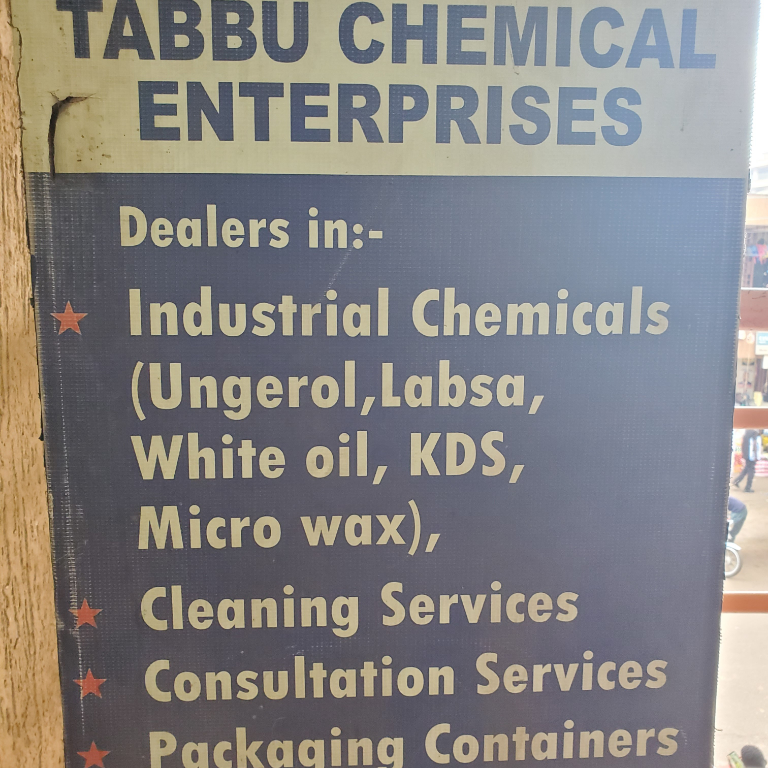 TABBU CHEMICAL
ENTERPRISES
Dealers in:-
Industrial Chemicals
(Ungerol,Labsa,
White oil, KDS,
Micro wax),
Cleaning Services
Consultation Services
Packaging Containers